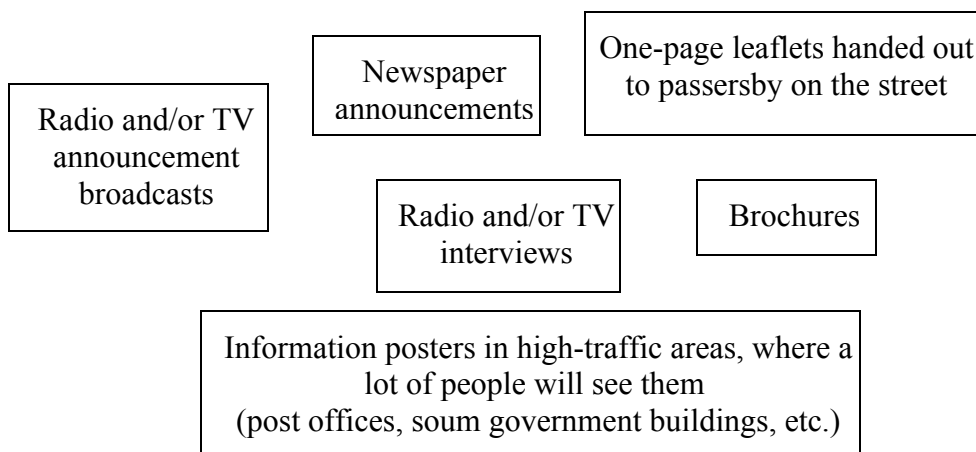 One-page leaflets handed out
to passersby on the street
Newspaper
announcements
Radio and/or TV
announcement
broadcasts
Radio and/or TV
interviews
Brochures
Information posters in high-traffic areas, where a
lot of people will see them
(post offices, soum government buildings, etc.)